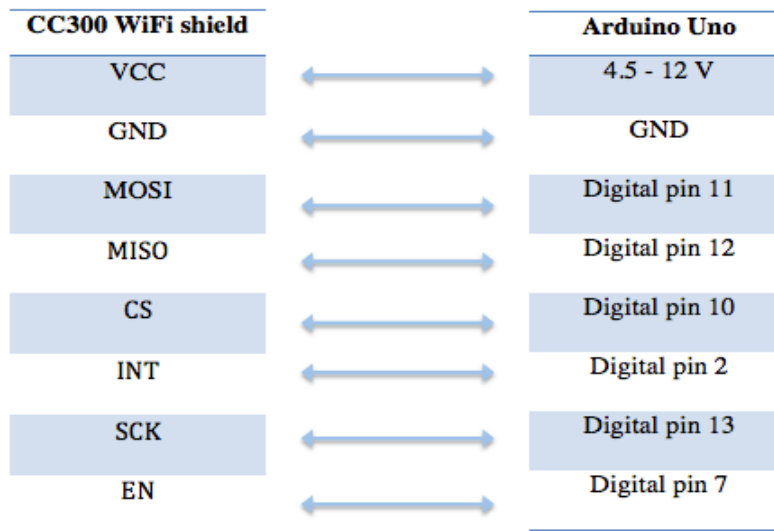 CC300 WiFi shield Arduino Uno
VCC 4.5 - 12 V
GND GND
MOSI Digital pin 11
MISO Digital pin 12
CS Digital pin 10
INT Digital pin 2
SCK Digital pin 13
EN Digital pin 7